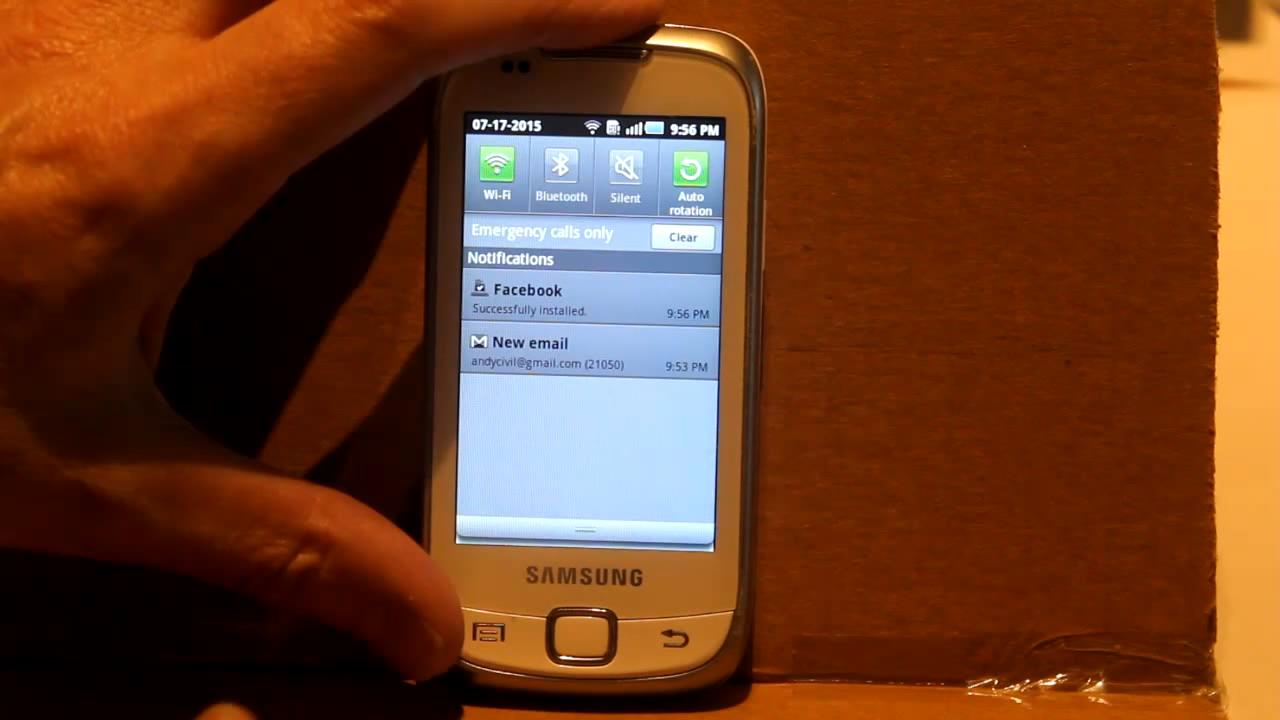 07-17-2015 9:56 PM
Wi-Fi Bluetooth Silent Auto rotation
Emergency calls only Clear
Notifications
Facebook
Successfully installed. 9:56 PM
New email
andycivil@gmail.com (21050) 9:53 PM
SAMSUNG